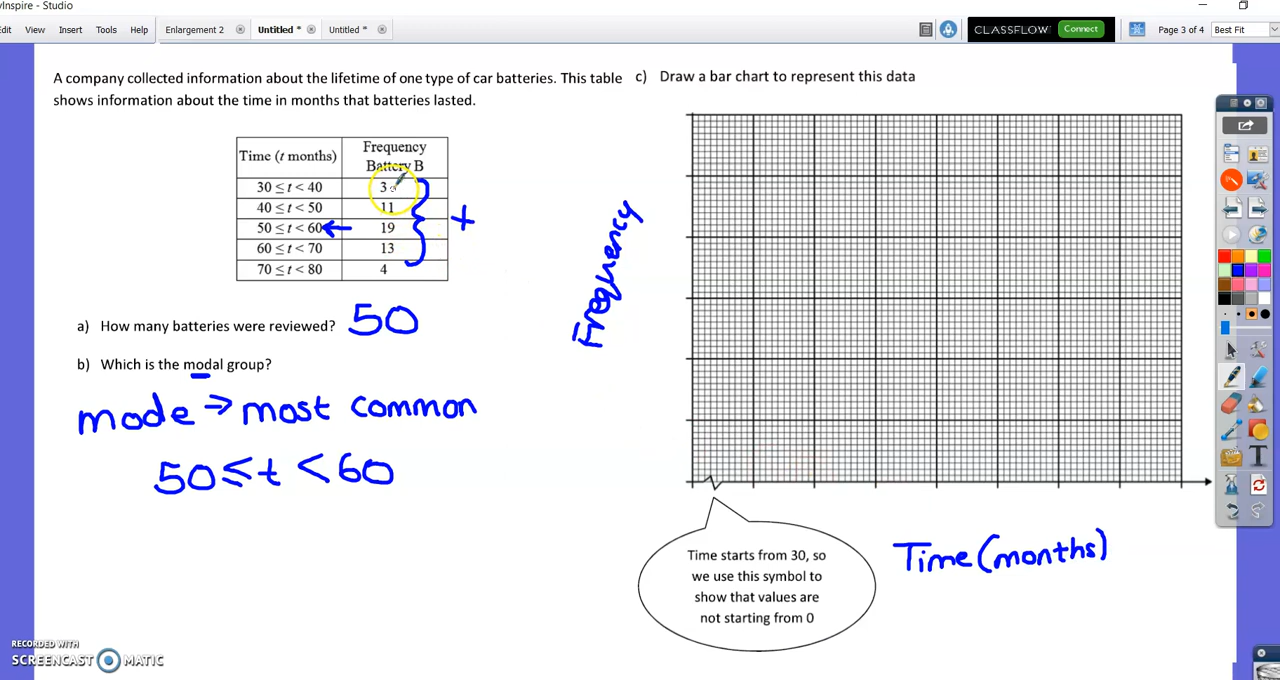 yInspire - Studio
Edit View Insert Tools Help Enlargement 2 Untitled * Untitled * CLASSFLOW Connect Page 3 of 4 Best Fit
A company collected information about the lifetime of one type of car batteries. This table
shows information about the time in months that batteries lasted.
Time (t months) Frequency Battery B
30 ≤ t < 40 3
40 ≤ t < 50 11
50 ≤ t < 60 19
60 ≤ t < 70 13
70 ≤ t < 80 4
+
a) How many batteries were reviewed? 50
b) Which is the modal group?
mode → most common
50 ≤ t < 60
c) Draw a bar chart to represent this data
Frequency
Time (months)
Time starts from 30, so
we use this symbol to
show that values are
not starting from 0
RECORDED WITH
SCREENCAST MATIC